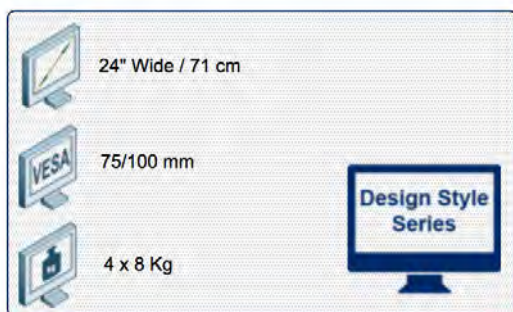 24" Wide / 71 cm
VESA
75/100 mm
Design Style
Series
4 x 8 Kg